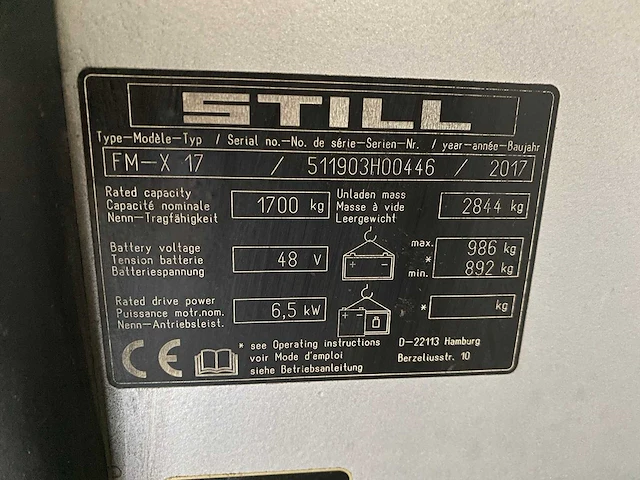 STILL
Type-Modèle-Typ / Serial no.-No. de série-Serien-Nr. / year-année-Baujahr
FM-X 17 / 511903H00446 / 2017
Rated capacity
Capacité nominale
Nenn-Tragfähigkeit
1700 kg
Unladen mass
Masse à vide
Leergewicht
2844 kg
Battery voltage
Tension batterie
Batteriespannung
48 V
max. 986 kg
*
min. 892 kg
Rated drive power
Puissance motr.nom.
Nenn-Antriebsleist.
6,5 kW
* kg
CE
* see Operating instructions
voir Mode d'emploi
siehe Betriebsanleitung
D-22113 Hamburg
Berzeliusstr. 10